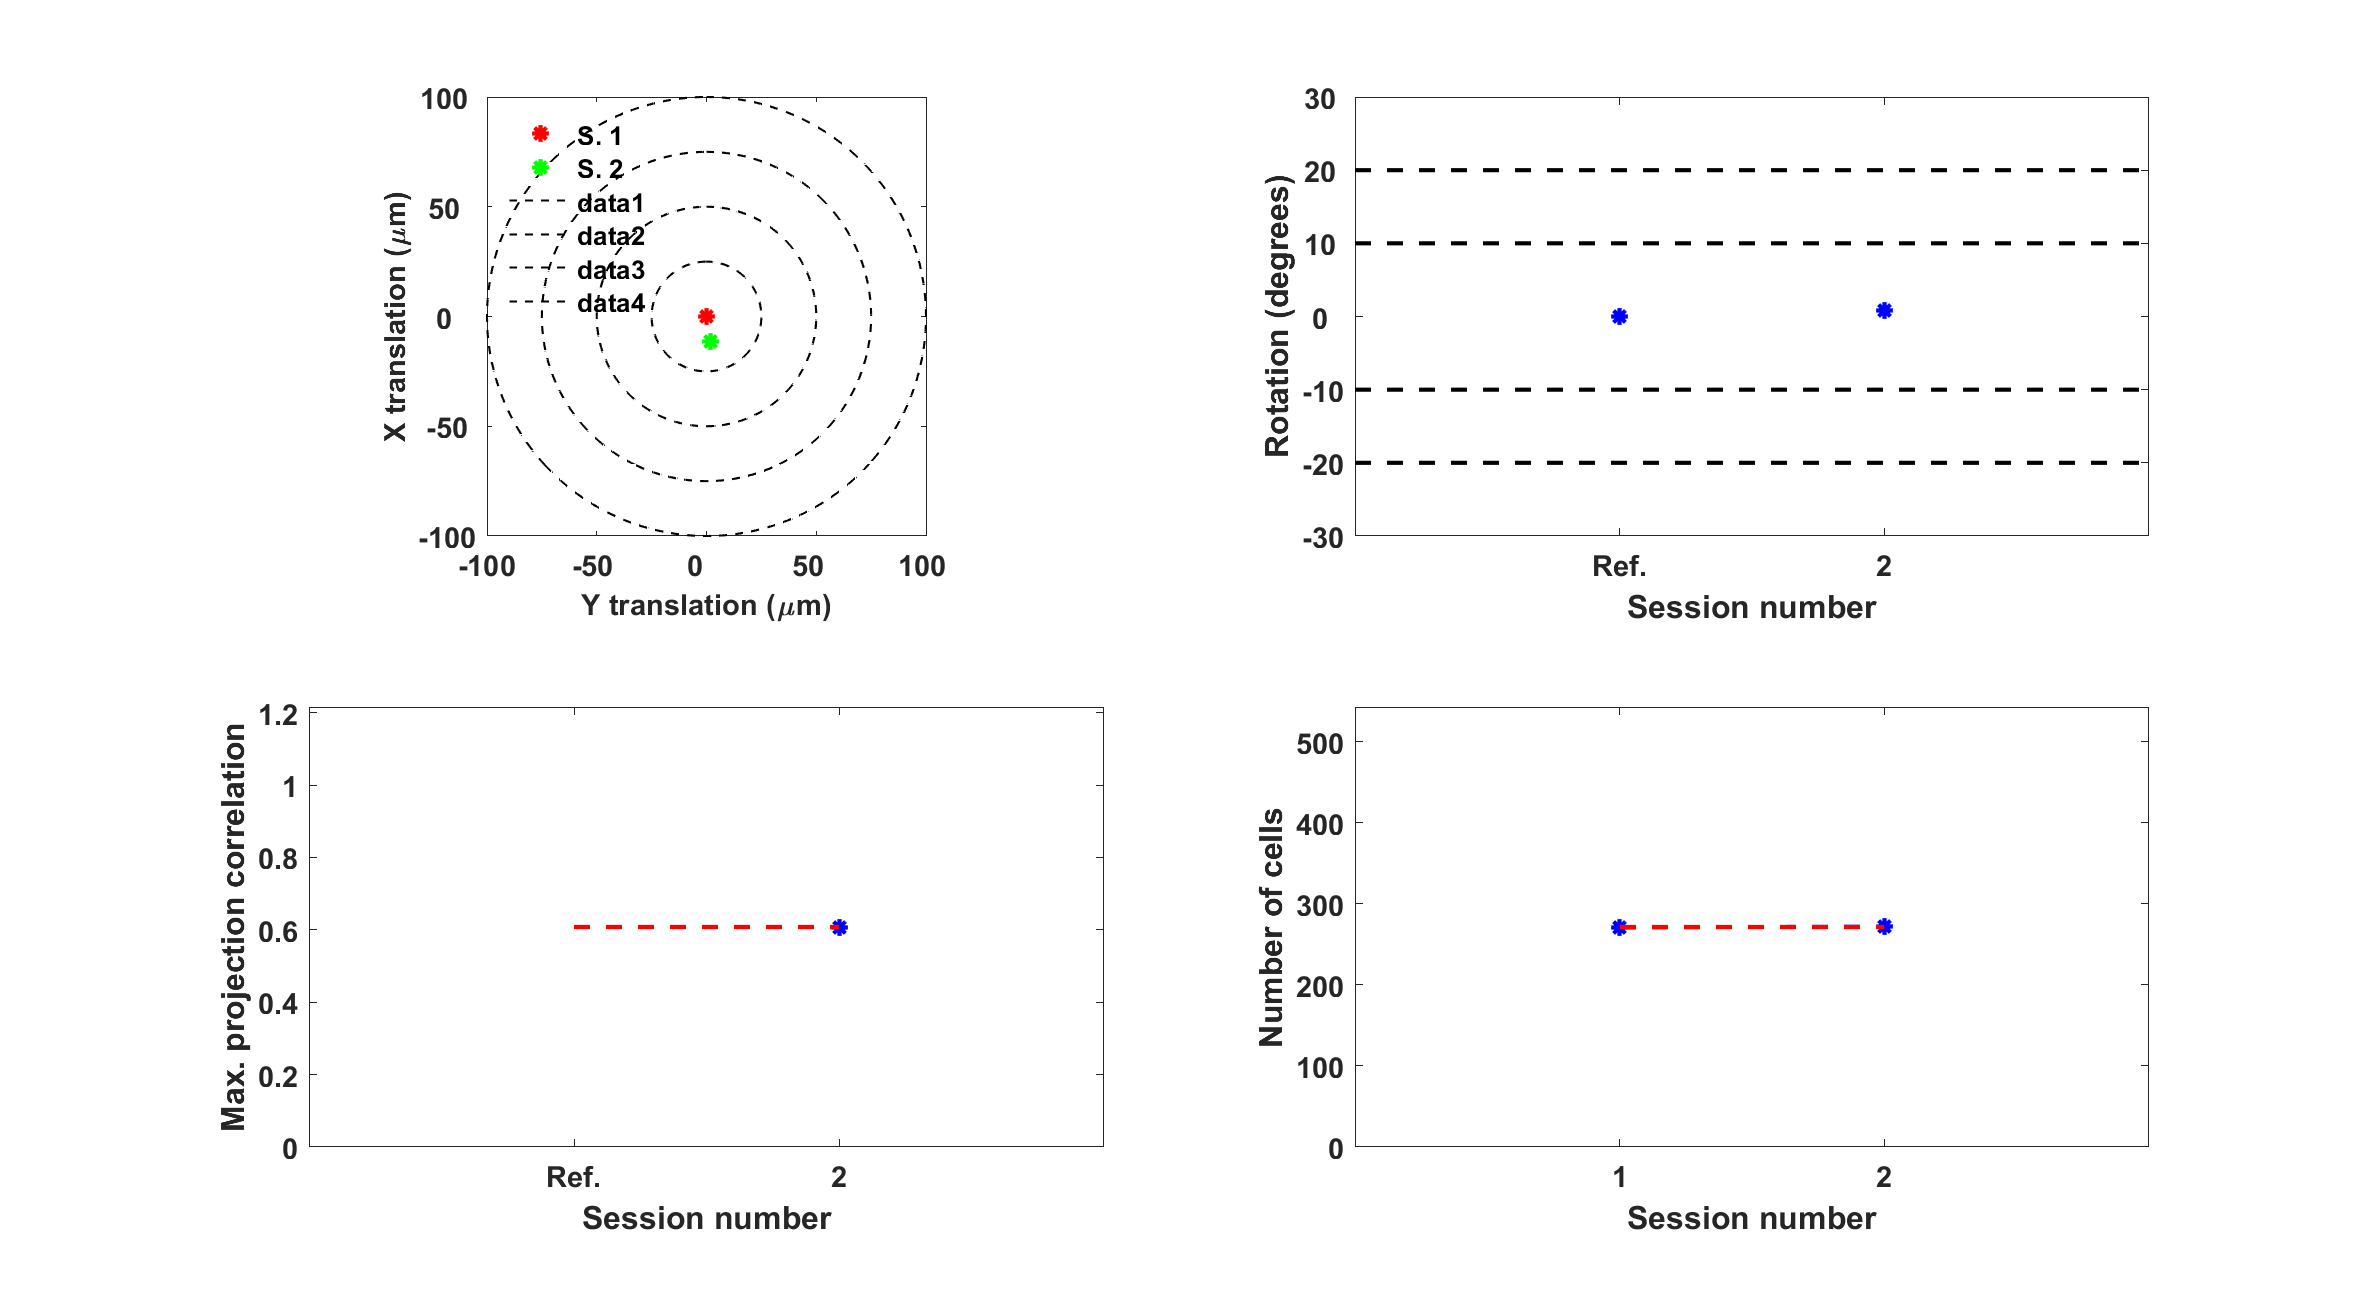 100
50
0
-50
-100
X translation (μm)
S. 1
S. 2
data1
data2
data3
data4
-100 -50 0 50 100
Y translation (μm)
30
20
10
0
-10
-20
-30
Rotation (degrees)
Ref. 2
Session number
1.2
1
0.8
0.6
0.4
0.2
0
Max. projection correlation
Ref. 2
Session number
500
400
300
200
100
0
Number of cells
1 2
Session number